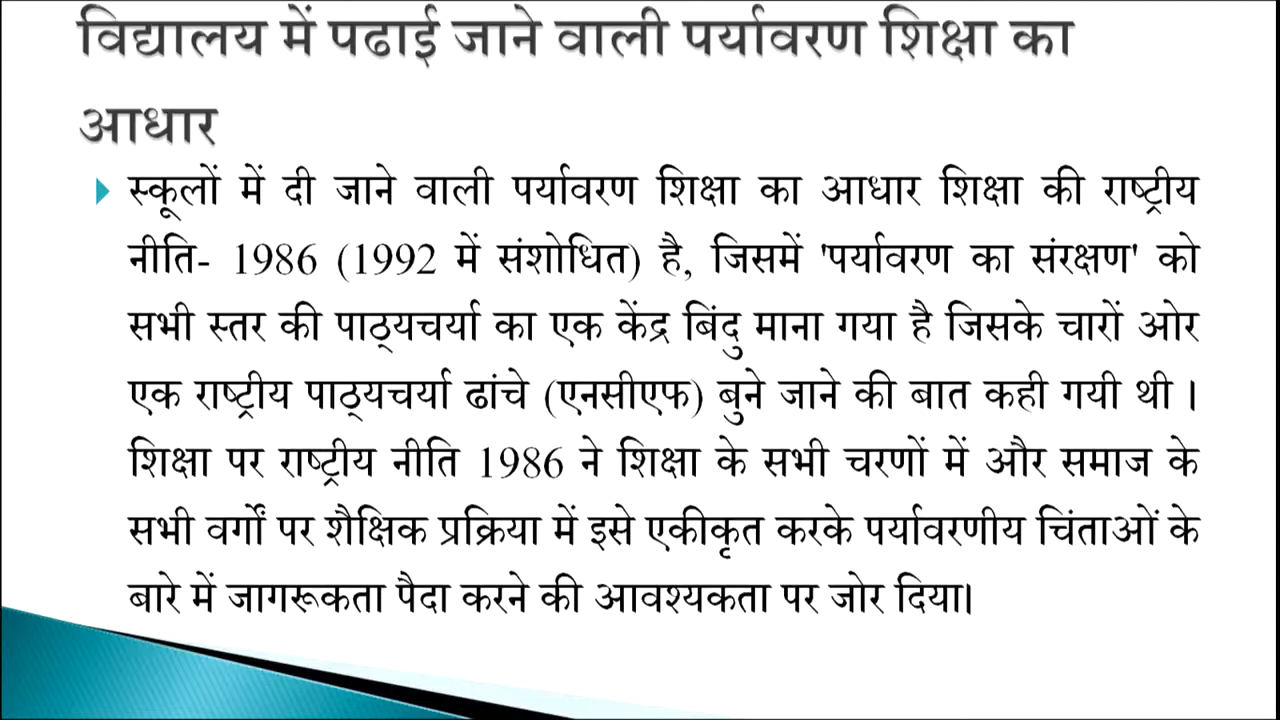 विद्यालय में पढाई जाने वाली पर्यावरण शिक्षा का
आधार
स्कूलों में दी जाने वाली पर्यावरण शिक्षा का आधार शिक्षा की राष्ट्रीय
नीति- 1986 (1992 में संशोधित) है, जिसमें 'पर्यावरण का संरक्षण' को
सभी स्तर की पाठ्यचर्या का एक केंद्र बिंदु माना गया है जिसके चारों ओर
एक राष्ट्रीय पाठ्यचर्या ढांचे (एनसीएफ) बुने जाने की बात कही गयी थी ।
शिक्षा पर राष्ट्रीय नीति 1986 ने शिक्षा के सभी चरणों में और समाज के
सभी वर्गों पर शैक्षिक प्रक्रिया में इसे एकीकृत करके पर्यावरणीय चिंताओं के
बारे में जागरूकता पैदा करने की आवश्यकता पर जोर दिया।